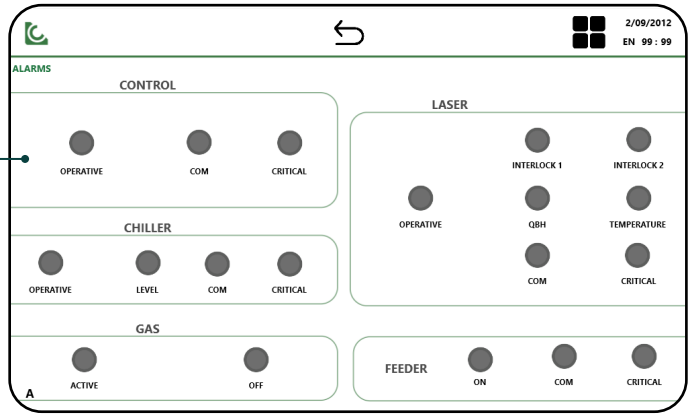 2/09/2012
EN 99 : 99
ALARMS
CONTROL
OPERATIVE COM CRITICAL
LASER
INTERLOCK 1 INTERLOCK 2
OPERATIVE QBH TEMPERATURE
COM CRITICAL
CHILLER
OPERATIVE LEVEL COM CRITICAL
GAS
ACTIVE OFF
FEEDER
ON COM CRITICAL
A